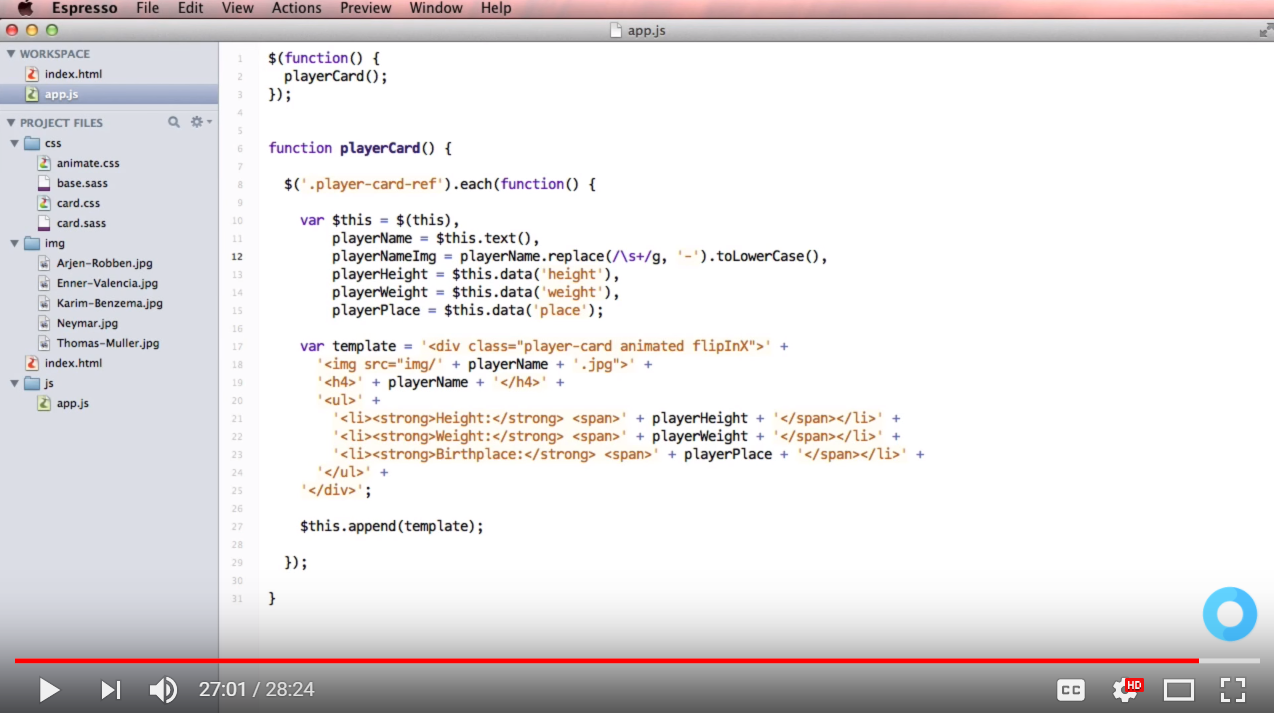 Espresso File Edit View Actions Preview Window Help
app.js
WORKSPACE
index.html
app.js
PROJECT FILES
css
animate.css
base.sass
card.css
card.sass
img
Arjen-Robben.jpg
Enner-Valencia.jpg
Karim-Benzema.jpg
Neymar.jpg
Thomas-Muller.jpg
index.html
js
app.js
1 $(function() {
2 playerCard();
3 });
4
5
6 function playerCard() {
7
8 $('.player-card-ref').each(function() {
9
10 var $this = $(this),
11 playerName = $this.text(),
12 playerNameImg = playerName.replace(/\s+/g, '-').toLowerCase(),
13 playerHeight = $this.data('height'),
14 playerWeight = $this.data('weight'),
15 playerPlace = $this.data('place');
16
17 var template = '<div class="player-card animated flipInX">' +
18 '<img src="img/' + playerName + '.jpg">' +
19 '<h4>' + playerName + '</h4>' +
20 '<ul>' +
21 '<li><strong>Height:</strong> <span>' + playerHeight + '</span></li>' +
22 '<li><strong>Weight:</strong> <span>' + playerWeight + '</span></li>' +
23 '<li><strong>Birthplace:</strong> <span>' + playerPlace + '</span></li>' +
24 '</ul>' +
25 '</div>';
26
27 $this.append(template);
28
29 });
30
31 }
27:01 / 28:24
CC
HD